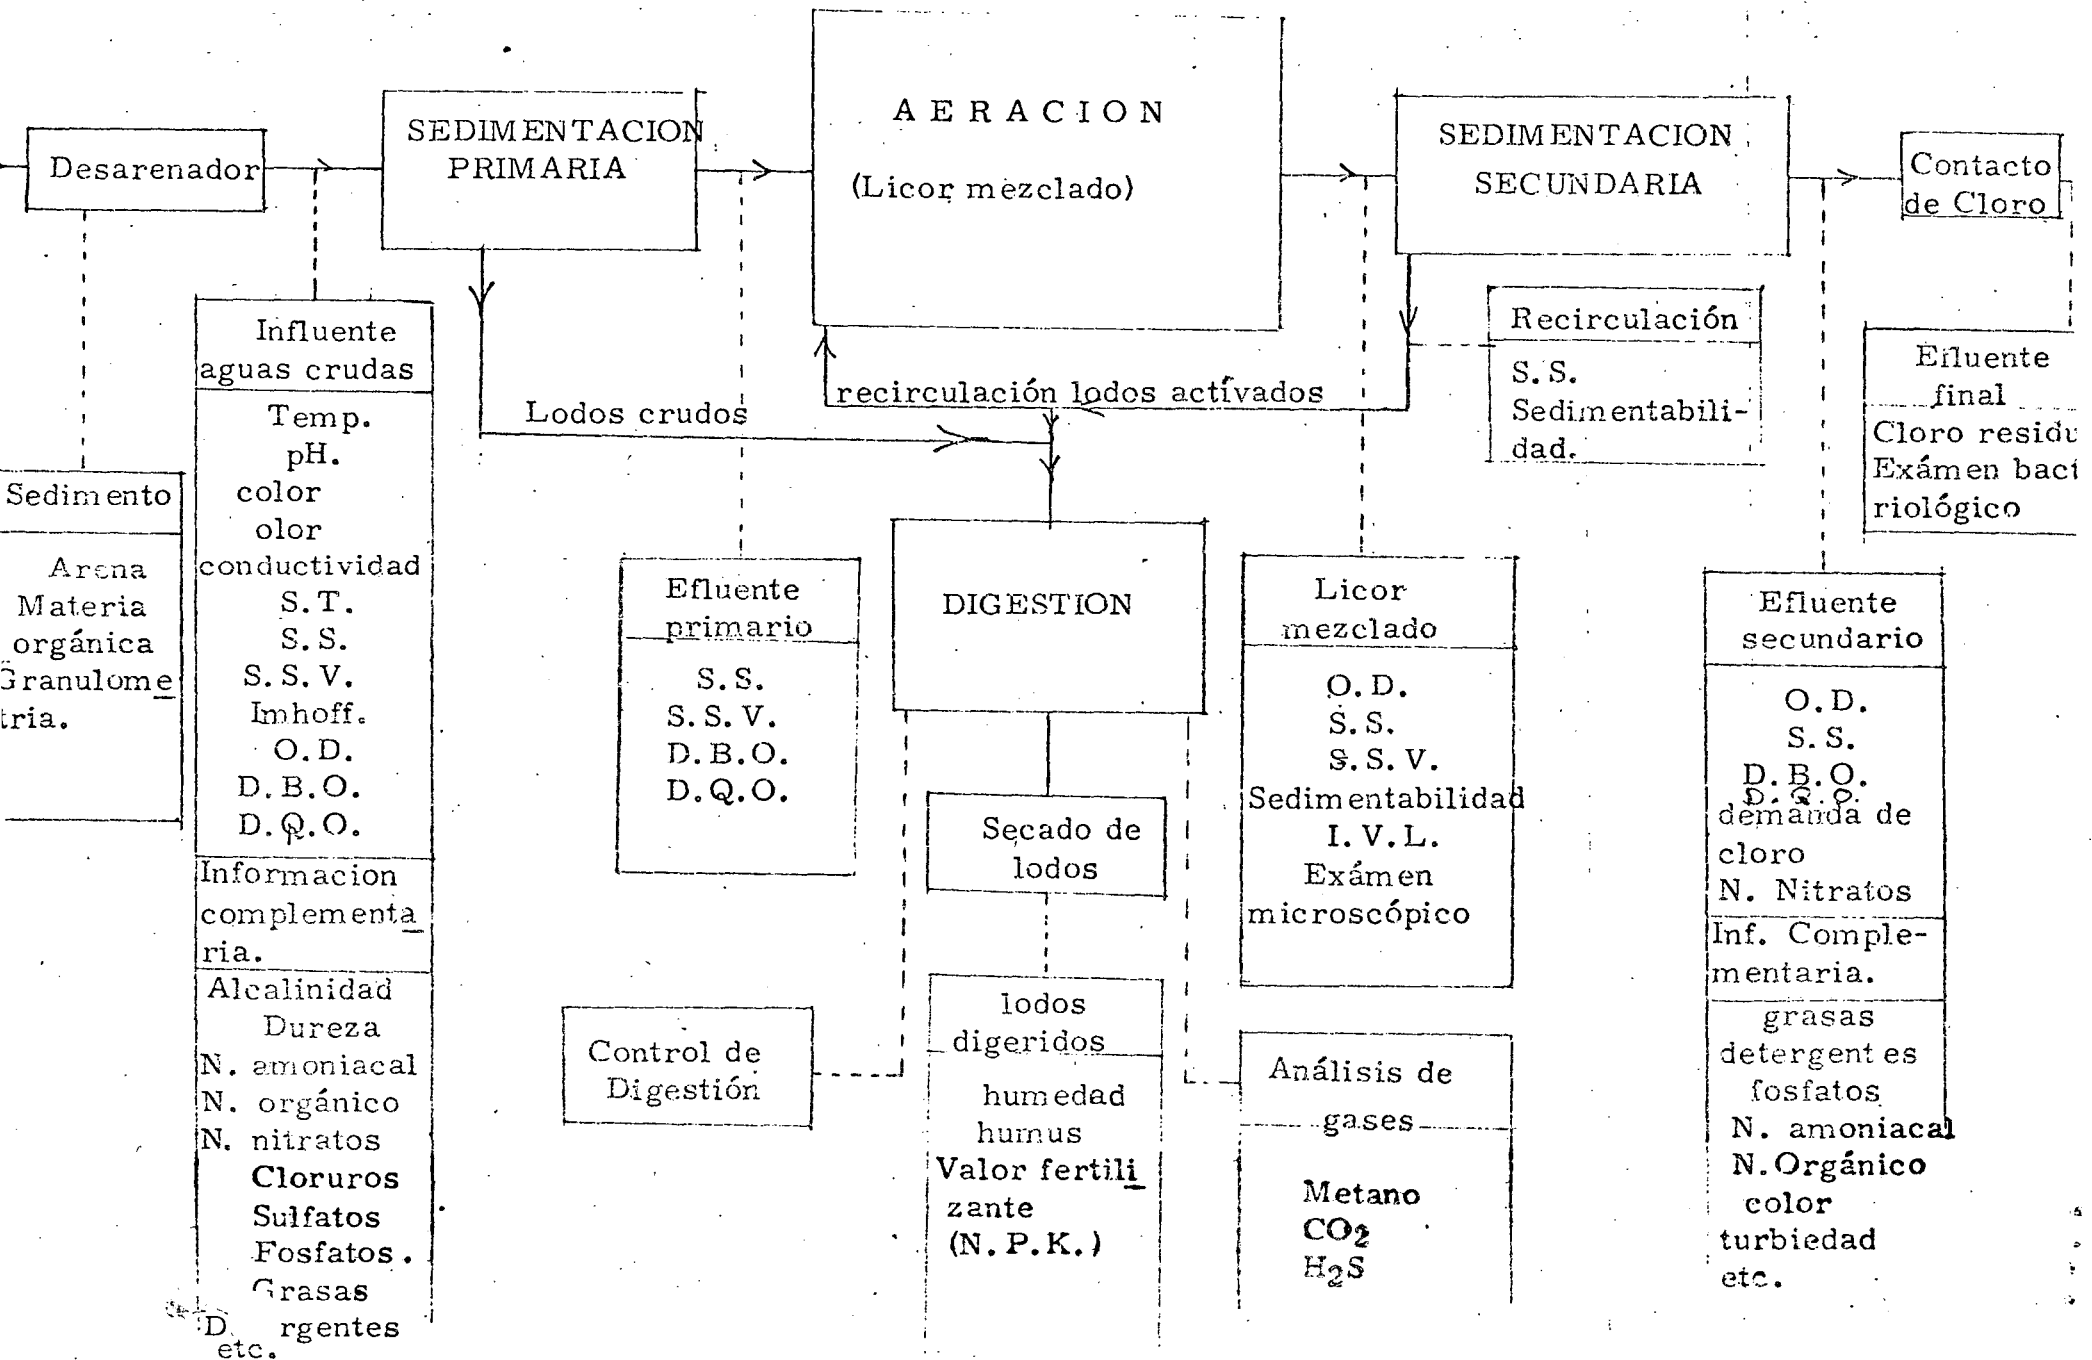 AERACION
(Licor mezclado)
SEDIMENTACION
PRIMARIA
SEDIMENTACION
SECUNDARIA
Desarenador
Contacto
de Cloro
Influente
aguas crudas
Temp.
pH.
color
olor
conductividad
S.T.
S.S.
S.S.V.
Imhoff.
O.D.
D.B.O.
D.Q.O.
Informacion
complementa
ria.
Alcalinidad
Dureza
N. amoniacal
N. orgánico
N. nitratos
Cloruros
Sulfatos
Fosfatos.
Grasas
etc.
Sedimento
Arena
Materia
orgánica
Granulome
tria.
Lodos crudos
recirculación lodos activados
Recirculación
S.S.
Sedimentabili-
dad.
Efluente
final
Cloro residu
Exámen bact
riológico
Efluente
primario
S.S.
S.S.V.
D.B.O.
D.Q.O.
DIGESTION
Secado de
lodos
lodos
digeridos
humedad
humus
Valor fertili
zante
(N.P.K.)
Control de
Digestión
Licor
mezclado
O.D.
S.S.
S.S.V.
Sedimentabilidad
I.V.L.
Exámen
microscópico
Análisis de
gases
Metano
CO2
H2S
Efluente
secundario
O.D.
S.S.
D.B.O.
D.Q.O.
demanda de
cloro
N. Nitratos
Inf. Comple-
mentaria.
grasas
detergentes
fosfatos
N. amoniacal
N.Orgánico
color
turbiedad
etc.